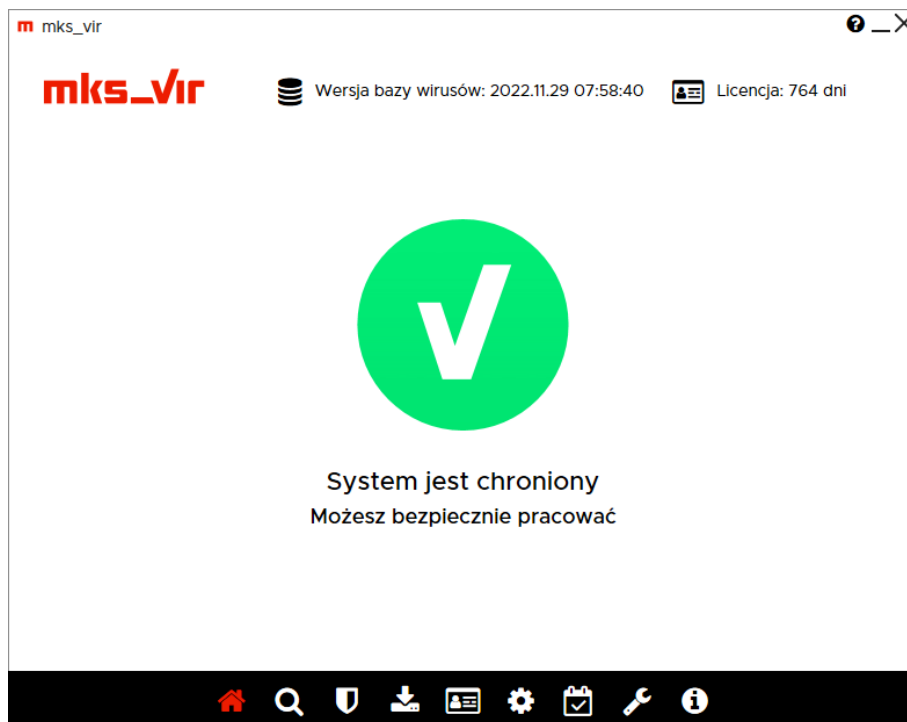 mks_vir
mks_vir
Wersja bazy wirusów: 2022.11.29 07:58:40
Licencja: 764 dni
System jest chroniony
Możesz bezpiecznie pracować